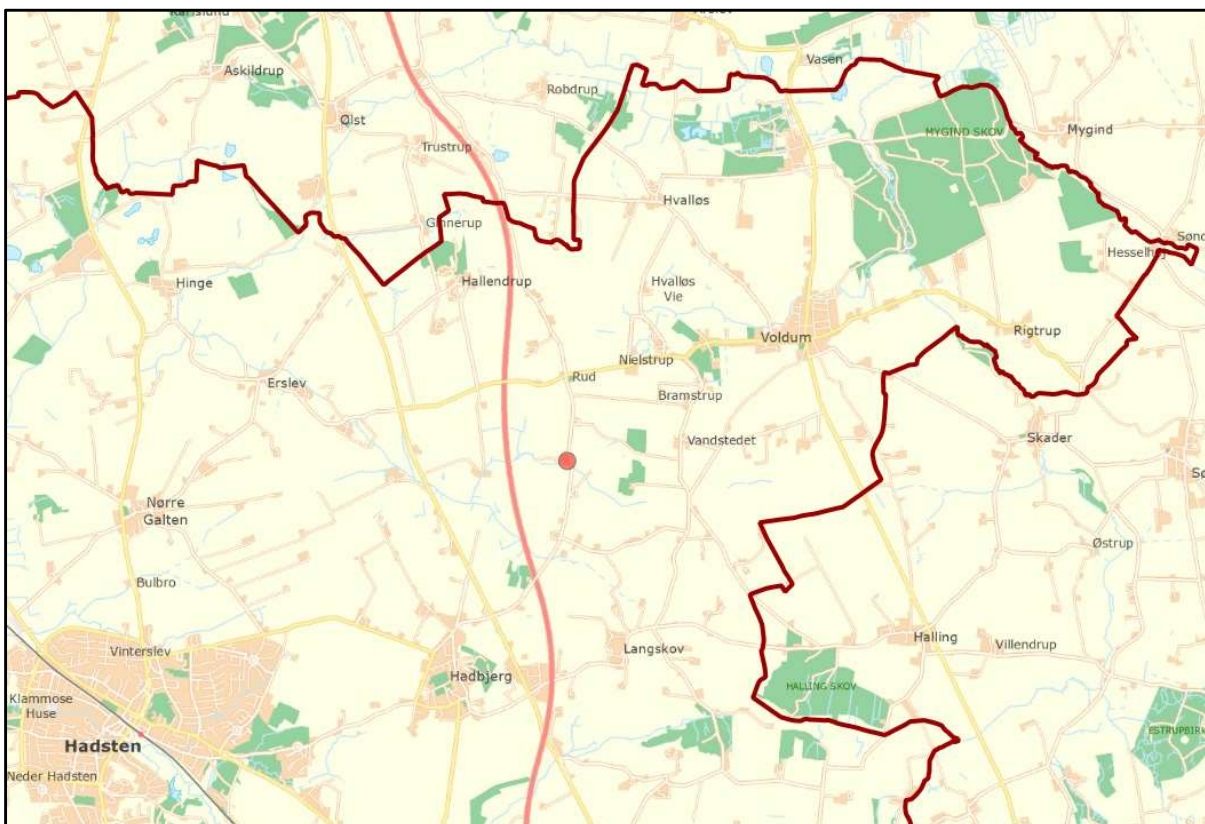 Vasen
Askildrup
Robdrup
Ølst
MYGIND SKOV
Mygind
Trustrup
Hvalløs
Ginnerup
Hesselhøj
Hinge
Hallendrup
Hvalløs
Vie
Voldum
Rigtrup
Nielstrup
Rud
Erslev
Bramstrup
Vandstedet
Skader
Nørre
Galten
Østrup
Bulbro
Halling
Villendrup
Vinterslev
Langskov
Hadbjerg
HALLING SKOV
Klammose
Huse
Hadsten
Neder Hadsten